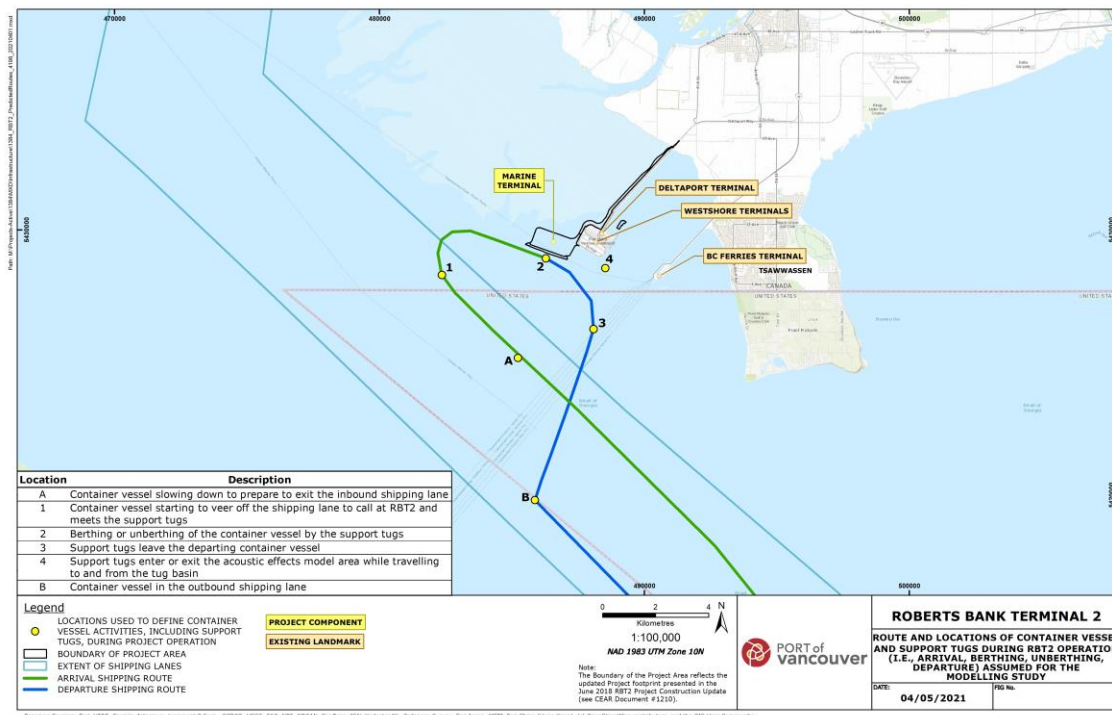 470000
480000
490000
500000
5430000
MARINE
TERMINAL
DELTAPORT TERMINAL
WESTSHORE TERMINALS
BC FERRIES TERMINAL
TSAWWASSEN
CANADA
UNITED STATES
UNITED STATES
1
2
3
4
A
B
Strait of
Georgia
Location Description
A Container vessel slowing down to prepare to exit the inbound shipping lane
1 Container vessel starting to veer off the shipping lane to call at RBT2 and
meets the support tugs
2 Berthing or unberthing of the container vessel by the support tugs
3 Support tugs leave the departing container vessel
4 Support tugs enter or exit the acoustic effects model area while travelling
to and from the tug basin
B Container vessel in the outbound shipping lane
490000
500000
Legend
LOCATIONS USED TO DEFINE CONTAINER
VESSEL ACTIVITIES, INCLUDING SUPPORT
TUGS, DURING PROJECT OPERATION
BOUNDARY OF PROJECT AREA
EXTENT OF SHIPPING LANES
ARRIVAL SHIPPING ROUTE
DEPARTURE SHIPPING ROUTE
PROJECT COMPONENT
EXISTING LANDMARK
0 2 4
Kilometres
N
1:100,000
NAD 1983 UTM Zone 10N
Note:
The Boundary of the Project Area reflects the
updated Project footprint presented in the
June 2018 RBT2 Project Construction Update
(see CEAR Document #1210).
PORT of
vancouver
ROBERTS BANK TERMINAL 2
ROUTE AND LOCATIONS OF CONTAINER VESSE
AND SUPPORT TUGS DURING RBT2 OPERATIO
(I.E., ARRIVAL, BERTHING, UNBERTHING,
DEPARTURE) ASSUMED FOR THE
MODELLING STUDY
DATE:
04/05/2021
FIG No.